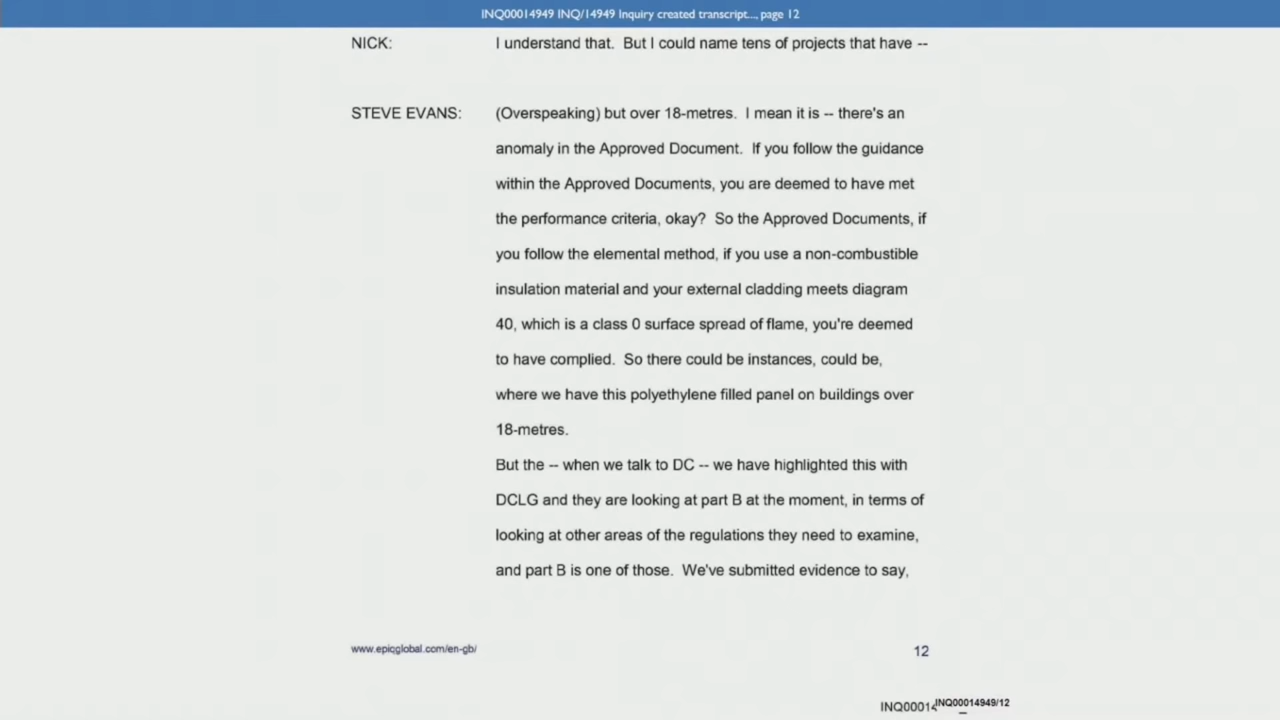 INQ00014949 INQ/14949 Inquiry created transcript..., page 12
NICK: I understand that. But I could name tens of projects that have --
STEVE EVANS: (Overspeaking) but over 18-metres. I mean it is -- there's an
anomaly in the Approved Document. If you follow the guidance
within the Approved Documents, you are deemed to have met
the performance criteria, okay? So the Approved Documents, if
you follow the elemental method, if you use a non-combustible
insulation material and your external cladding meets diagram
40, which is a class 0 surface spread of flame, you're deemed
to have complied. So there could be instances, could be,
where we have this polyethylene filled panel on buildings over
18-metres.
But the -- when we talk to DC -- we have highlighted this with
DCLG and they are looking at part B at the moment, in terms of
looking at other areas of the regulations they need to examine,
and part B is one of those. We've submitted evidence to say,
www.epiqglobal.com/en-gb/ 12
INQ00014949/12